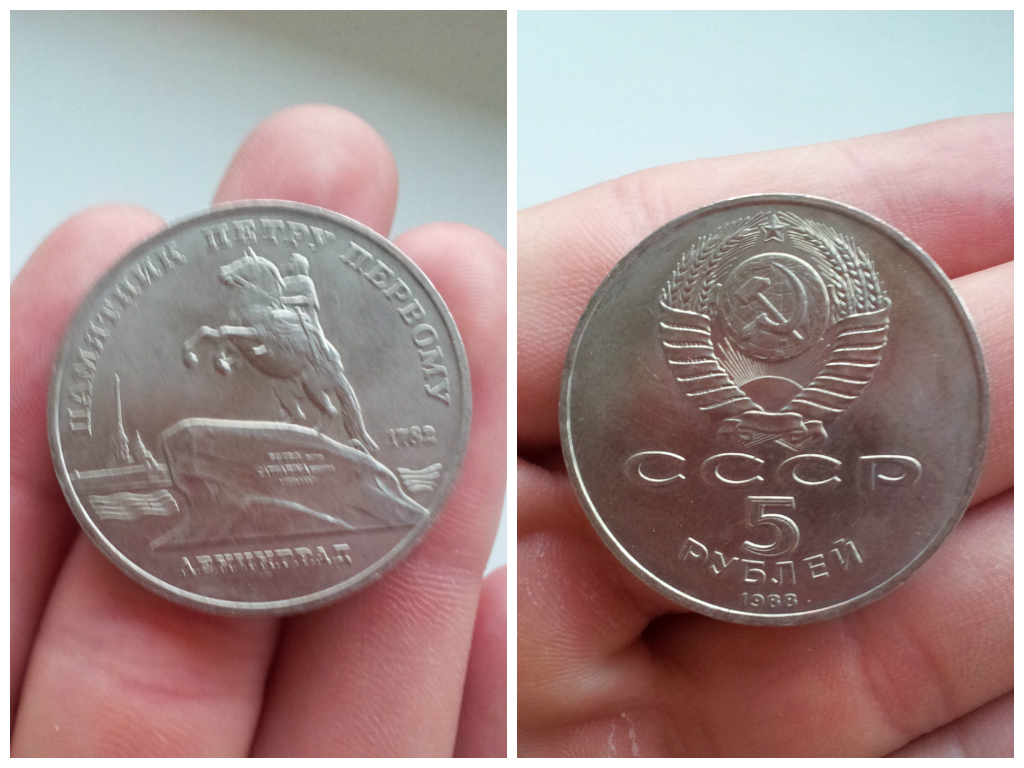 ПАМЯТНИК ПЕТРУ ПЕРВОМУ
1782
ЛЕНИНГРАД
СССР
5
РУБЛЕЙ
1988